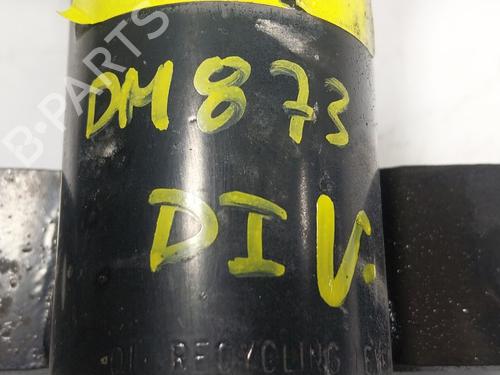 B-PARTS
DM873
DIV.
RECYCLING